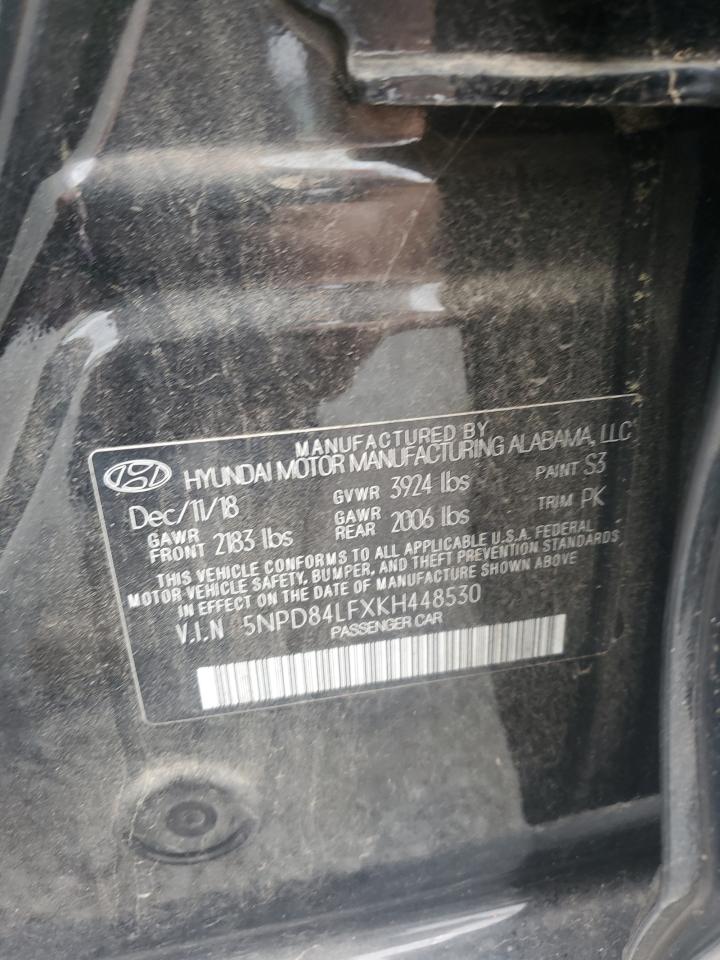 MANUFACTURED BY
HYUNDAI MOTOR MANUFACTURING ALABAMA, LLC
Dec/11/18 GVWR 3924 lbs PAINT S3
GAWR FRONT 2183 lbs GAWR REAR 2006 lbs TRIM PK
THIS VEHICLE CONFORMS TO ALL APPLICABLE U.S.A. FEDERAL
MOTOR VEHICLE SAFETY, BUMPER, AND THEFT PREVENTION STANDARDS
IN EFFECT ON THE DATE OF MANUFACTURE SHOWN ABOVE
V.I.N 5NPD84LFXKH448530
PASSENGER CAR